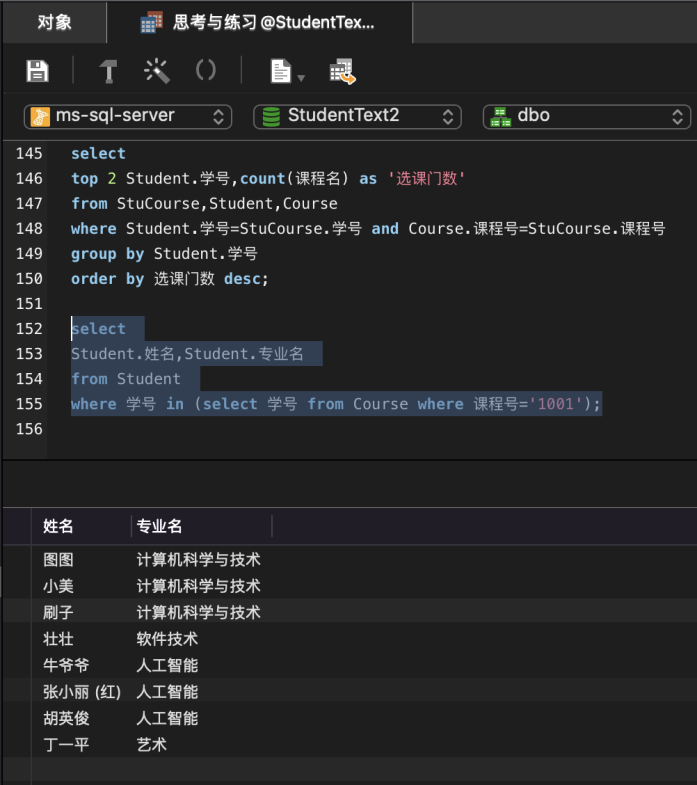 对象
思考与练习@StudentTex...
ms-sql-server
StudentText2
dbo
145 select
146 top 2 Student.学号,count(课程名) as '选课门数'
147 from StuCourse,Student,Course
148 where Student.学号=StuCourse.学号 and Course.课程号=StuCourse.课程号
149 group by Student.学号
150 order by 选课门数 desc;
151
152 select
153 Student.姓名,Student.专业名
154 from Student
155 where 学号 in (select 学号 from Course where 课程号='1001');
156
姓名 专业名
图图 计算机科学与技术
小美 计算机科学与技术
刷子 计算机科学与技术
壮壮 软件技术
牛爷爷 人工智能
张小丽 (红) 人工智能
胡英俊 人工智能
丁一平 艺术